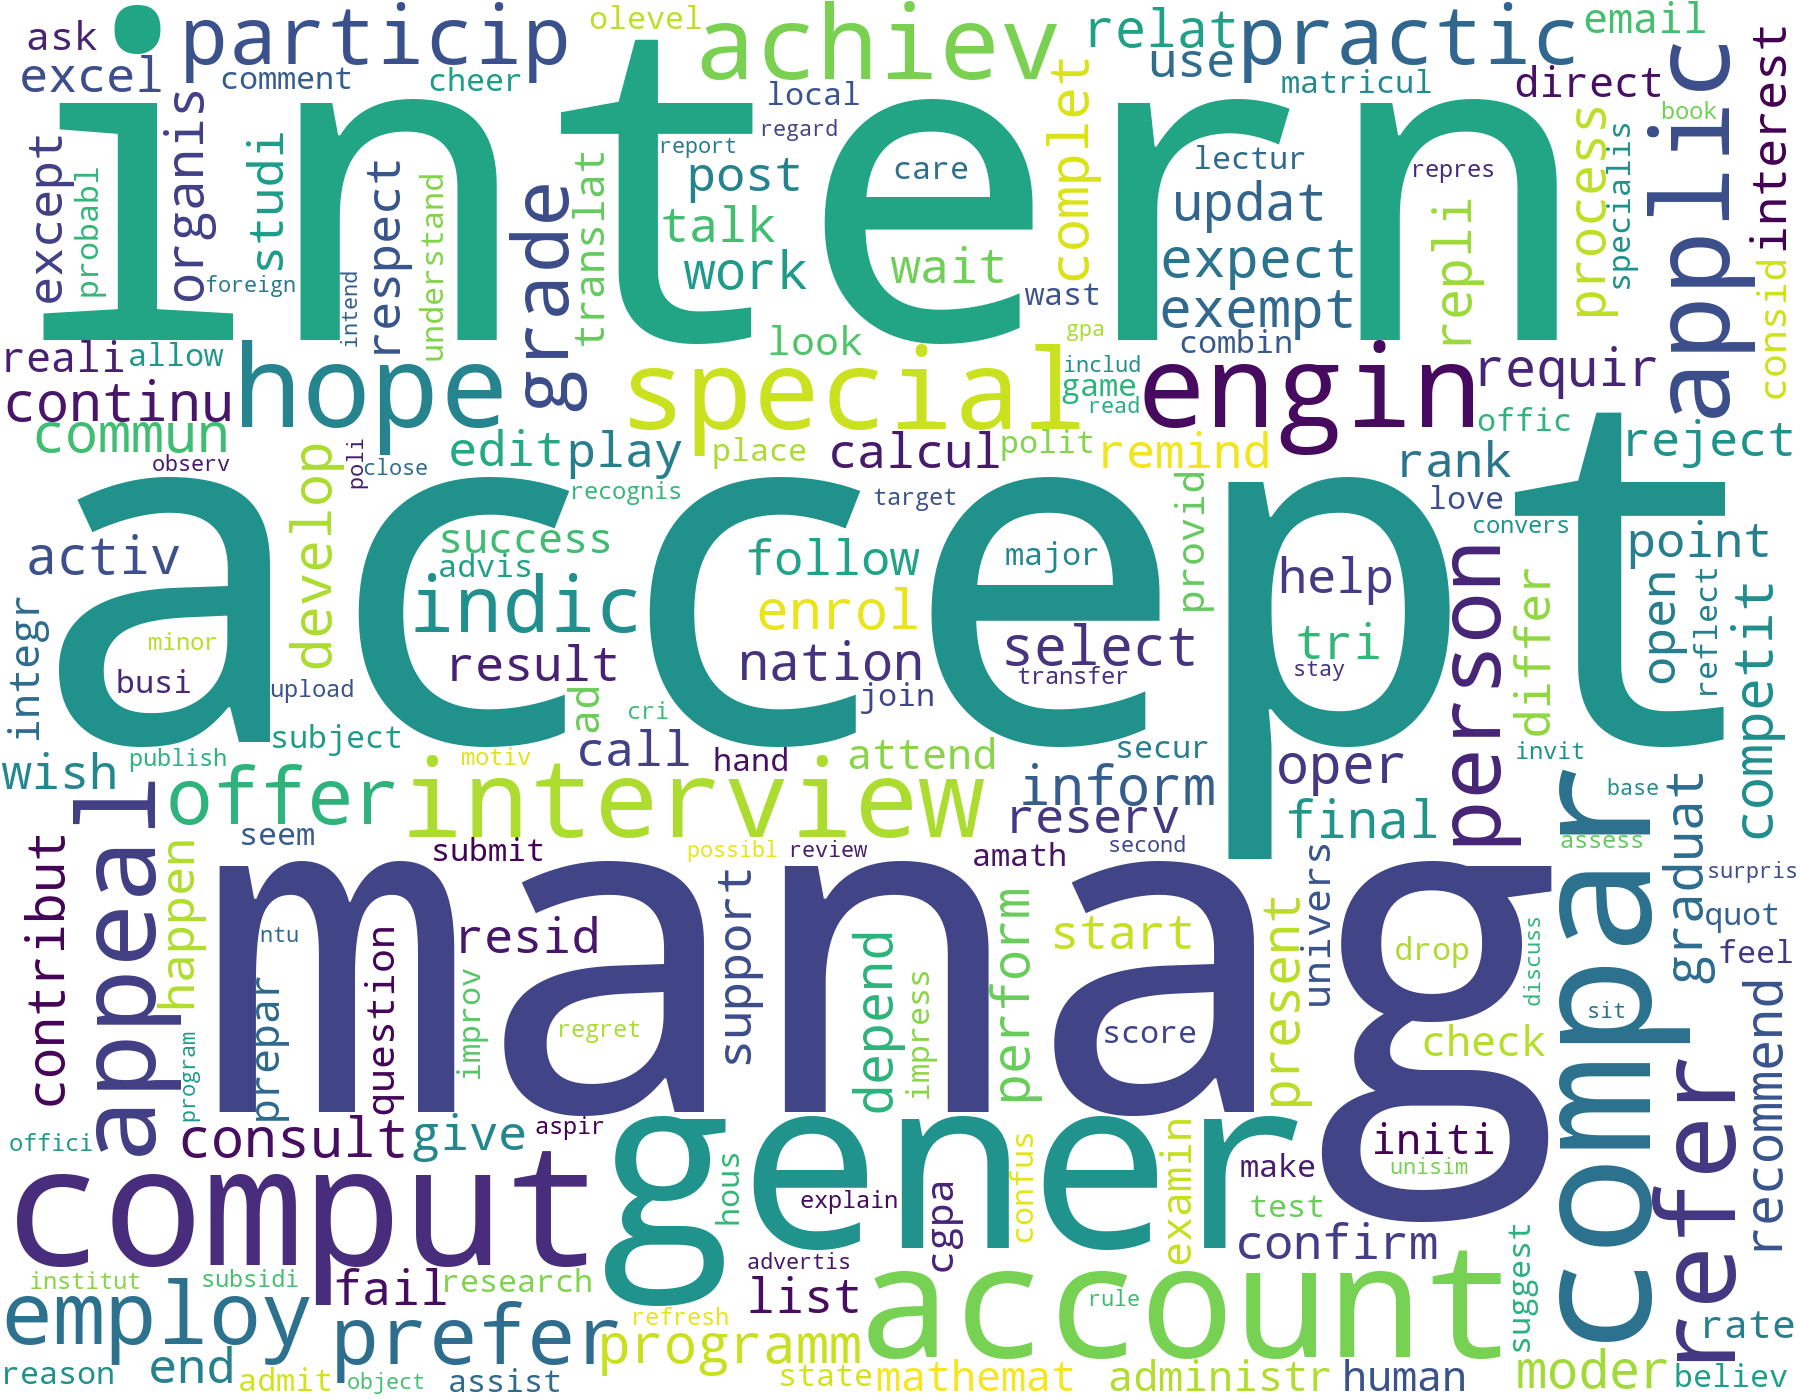 intern
accept
manag
gener
comput
account
compar
interview
special
engin
hope
achiev
particip
practic
applic
grade
person
appeal
refer
employ
prefer
offer
indic
programm
ask
excel
comment
cheer
olevel
relat
use
email
matricul
direct
book
interest
local
regard
report
post
care
talk
work
wait
complet
lectur
updat
expect
exempt
repres
repli
process
specialis
consid
except
probabl
organis
studi
foreign
intend
respect
understand
translat
wast
gpa
combin
look
includ
game
read
requir
offic
reject
reali
allow
continu
commun
observ
poli
close
develop
edit
play
place
calcul
polit
remind
rank
love
convers
recognis
target
provid
point
activ
success
advis
follow
major
help
enrol
select
tri
stay
transfer
nation
result
join
differ
open
reflect
competit
integr
minor
busi
upload
ad
cri
subject
publish
wish
motiv
call
hand
attend
secur
inform
oper
invit
base
final
reserv
seem
submit
possibl
review
amath
second
assess
graduat
surpris
quot
feel
contribut
happen
ntu
resid
question
prepar
program
improv
support
regret
depend
impress
perform
start
score
present
univers
drop
check
discuss
sit
recommend
offici
consult
give
aspir
hous
explain
cgpa
confus
examin
make
test
confirm
initi
unisim
suggest
rate
institut
subsidi
fail
research
advertis
list
rule
refresh
reason
end
admit
object
assist
state
mathemat
administr
human
moder
believ